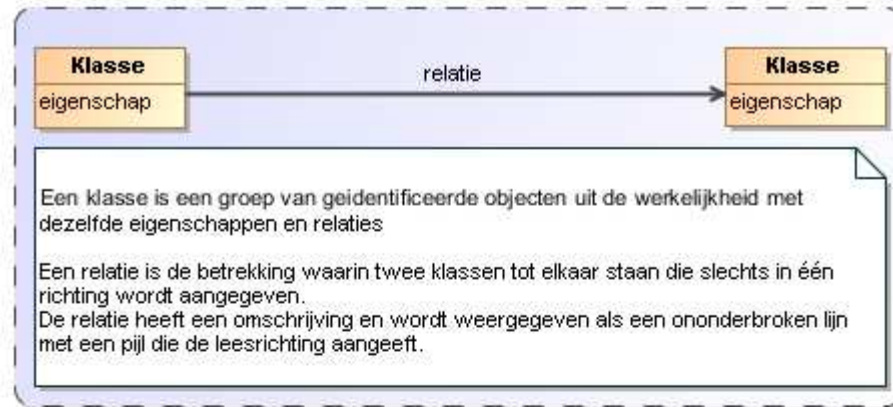 Klasse
eigenschap
relatie
Klasse
eigenschap
Een klasse is een groep van geidentificeerde objecten uit de werkelijkheid met
dezelfde eigenschappen en relaties
Een relatie is de betrekking waarin twee klassen tot elkaar staan die slechts in één
richting wordt aangegeven.
De relatie heeft een omschrijving en wordt weergegeven als een ononderbroken lijn
met een pijl die de leesrichting aangeeft.